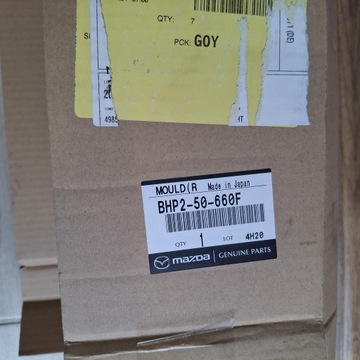 QTY: 7
PCK: GOY
MOULD(R Made in Japan
BHP2-50-660F
QTY 1 LOT 4H20
mazda GENUINE PARTS